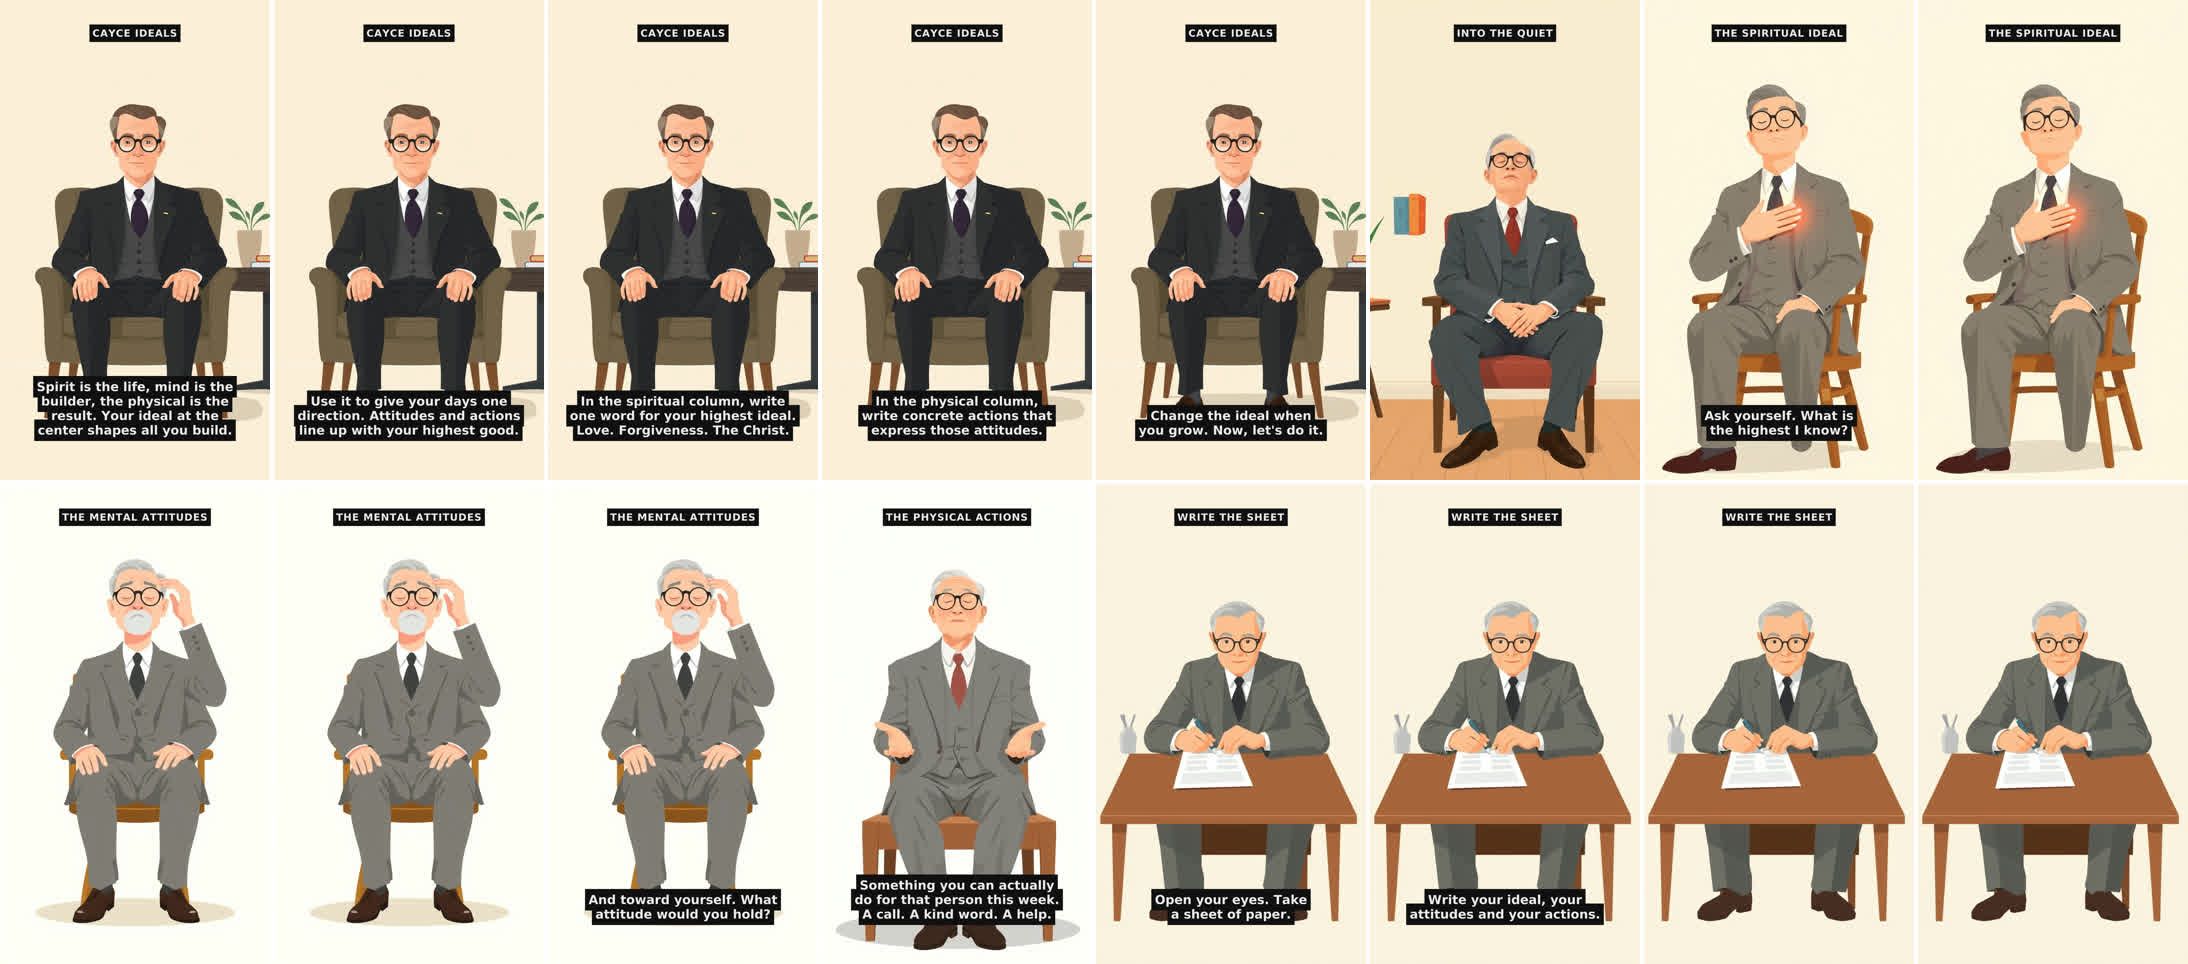 CAYCE IDEALS
Spirit is the life, mind is the
builder, the physical is the
result. Your ideal at the
center shapes all you build.
CAYCE IDEALS
Use it to give your days one
direction. Attitudes and actions
line up with your highest good.
CAYCE IDEALS
In the spiritual column, write
one word for your highest ideal.
Love. Forgiveness. The Christ.
CAYCE IDEALS
In the physical column,
write concrete actions that
express those attitudes.
CAYCE IDEALS
Change the ideal when
you grow. Now, let's do it.
INTO THE QUIET
THE SPIRITUAL IDEAL
Ask yourself. What is
the highest I know?
THE SPIRITUAL IDEAL
THE MENTAL ATTITUDES
THE MENTAL ATTITUDES
THE MENTAL ATTITUDES
And toward yourself. What
attitude would you hold?
THE PHYSICAL ACTIONS
Something you can actually
do for that person this week.
A call. A kind word. A help.
WRITE THE SHEET
Open your eyes. Take
a sheet of paper.
WRITE THE SHEET
Write your ideal, your
attitudes and your actions.
WRITE THE SHEET